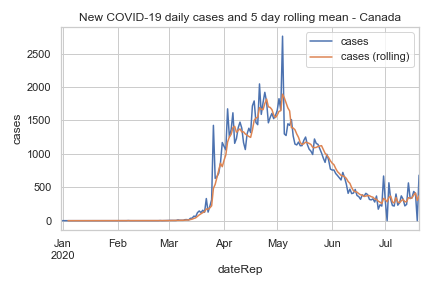 New COVID-19 daily cases and 5 day rolling mean - Canada
cases
cases (rolling)
cases
2500
2000
1500
1000
500
0
Jan Feb Mar Apr May Jun Jul
2020
dateRep